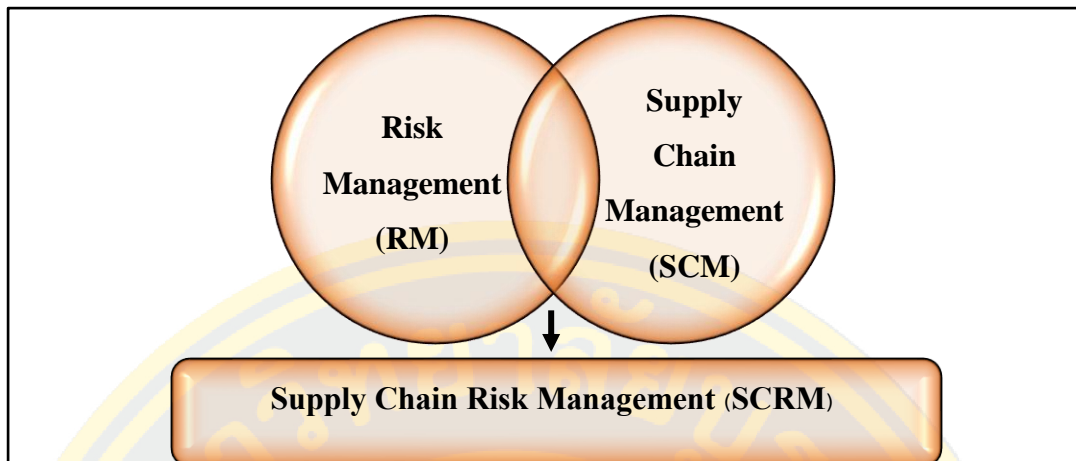 Risk
Management
(RM)
Supply
Chain
Management
(SCM)
Supply Chain Risk Management (SCRM)